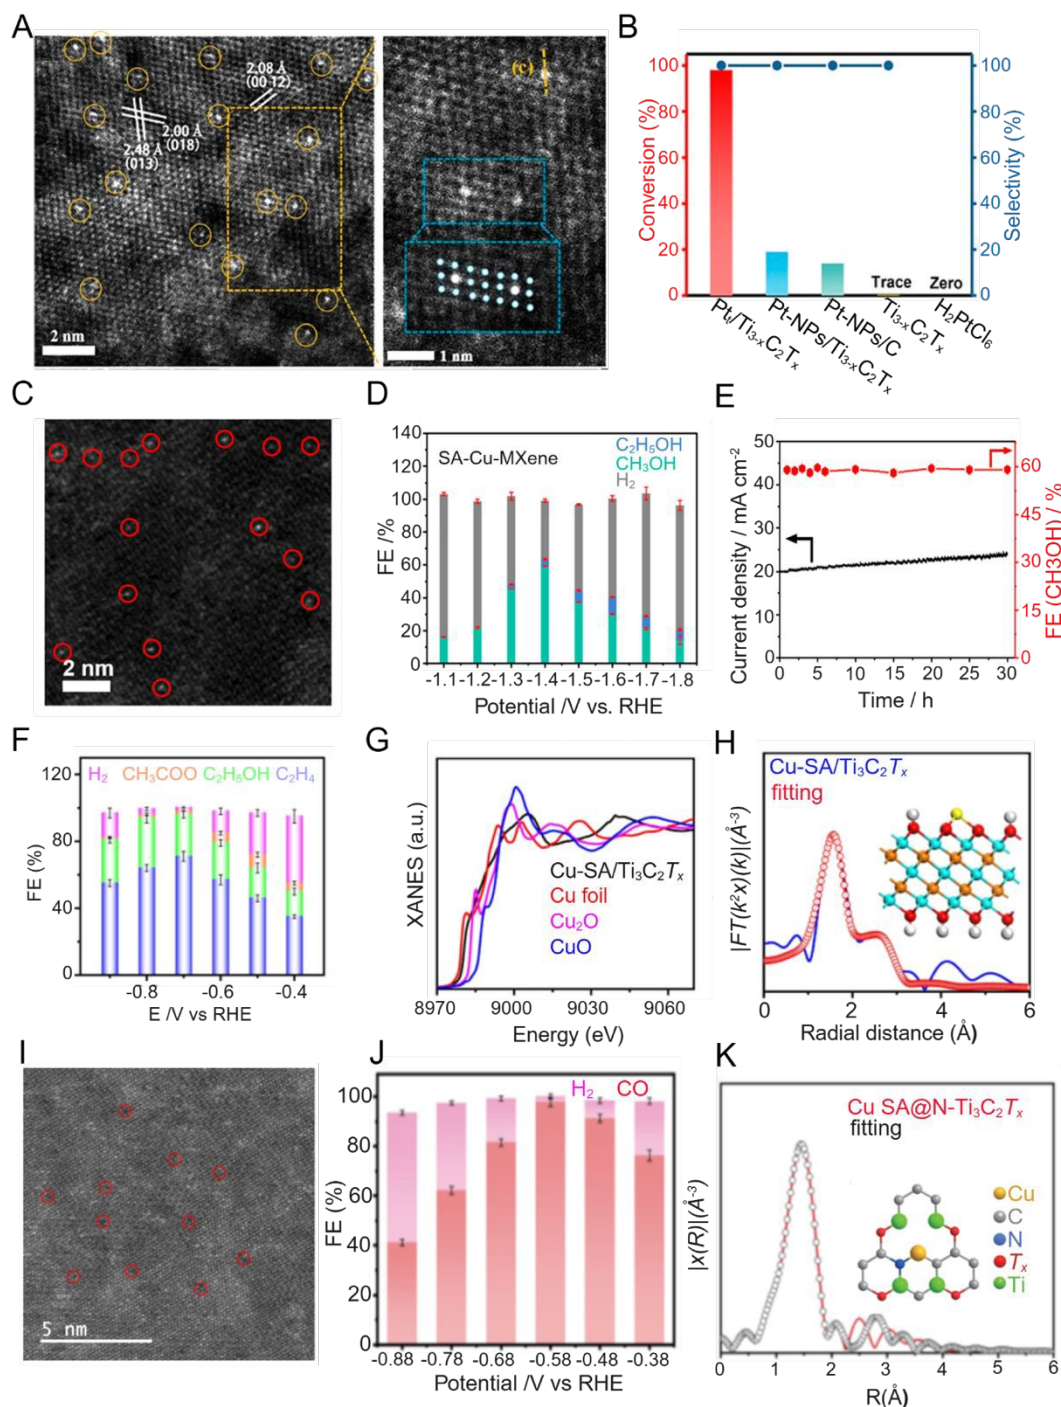 A
2.08 Å
(00 12)
2.00 Å
(018)
2.48 Å
(013)
2 nm
(c)
1 nm
B
Conversion (%)
100
80
60
40
20
0
Trace
Zero
100
80
60
40
20
0
Selectivity (%)
Pt₁/Ti₃₋ₓC₂Tₓ
Pt-NPs/Ti₃₋ₓC₂Tₓ
Pt-NPs/C
Ti₃₋ₓC₂Tₓ
H₂PtCl₆
C
2 nm
D
FE /%
140
120
100
80
60
40
20
0
SA-Cu-MXene
C₂H₅OH
CH₃OH
H₂
-1.1 -1.2 -1.3 -1.4 -1.5 -1.6 -1.7 -1.8
Potential /V vs. RHE
E
Current density / mA cm⁻²
50
40
30
20
10
0
60
45
30
15
0
FE (CH3OH) / %
0 5 10 15 20 25 30
Time / h
F
H₂ CH₃COO C₂H₅OH C₂H₄
FE (%)
120
80
40
0
-0.8 -0.6 -0.4
E /V vs RHE
G
XANES (a.u.)
Cu-SA/Ti₃C₂Tₓ
Cu foil
Cu₂O
CuO
8970 9000 9030 9060
Energy (eV)
H
Cu-SA/Ti₃C₂Tₓ
fitting
|FT(k²x)(k)|(Å⁻³)
0 2 4 6
Radial distance (Å)
I
5 nm
J
H₂ CO
FE (%)
100
80
60
40
20
0
-0.88 -0.78 -0.68 -0.58 -0.48 -0.38
Potential /V vs RHE
K
Cu SA@N-Ti₃C₂Tₓ
fitting
|x(R)|(Å⁻³)
Cu
C
N
Tₓ
Ti
0 1 2 3 4 5 6
R(Å)